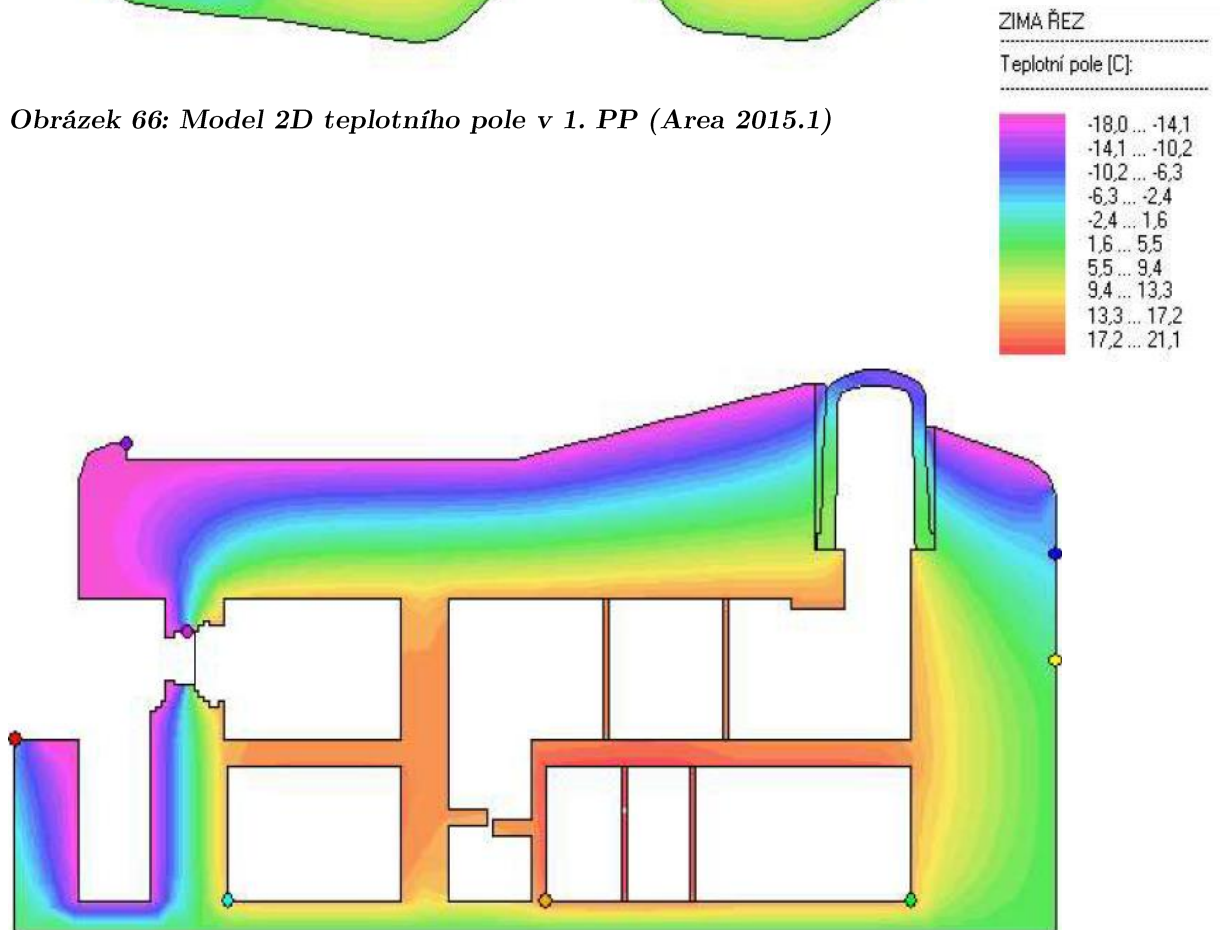 ZIMA ŘEZ
Teplotní pole [C]:
Obrázek 66: Model 2D teplotního pole v 1. PP (Area 2015.1)
-18,0 ... -14,1
-14,1 ... -10,2
-10,2 ... -6,3
-6,3 ... -2,4
-2,4 ... 1,6
1,6 ... 5,5
5,5 ... 9,4
9,4 ... 13,3
13,3 ... 17,2
17,2 ... 21,1